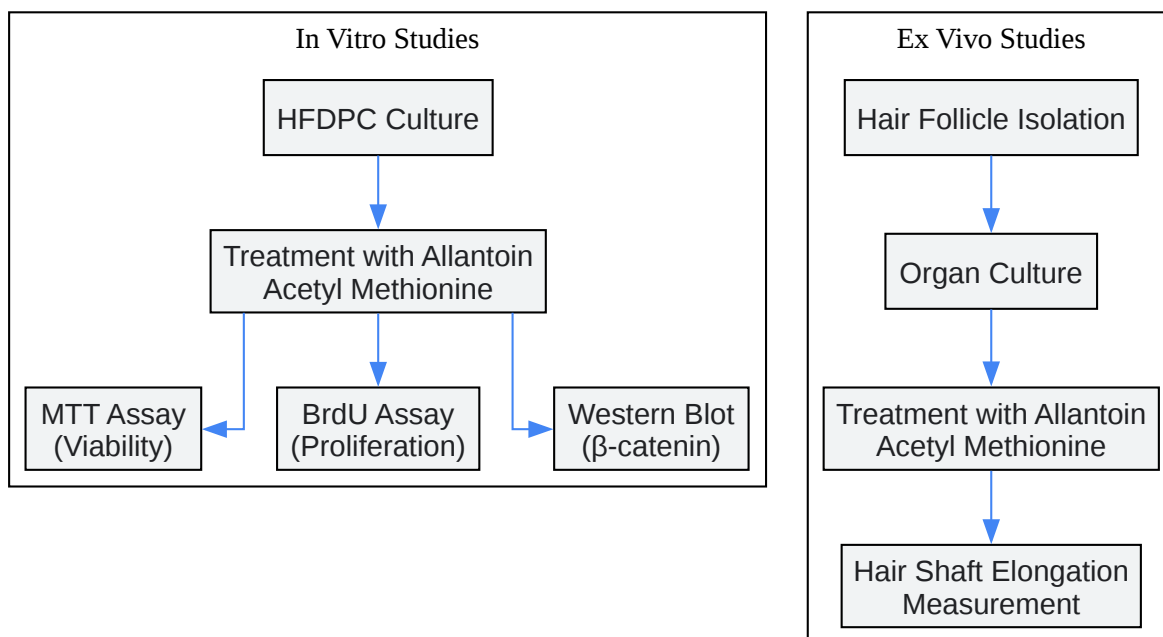 In Vitro Studies
HFDPC Culture
Treatment with Allantoin
Acetyl Methionine
MTT Assay
(Viability)
BrdU Assay
(Proliferation)
Western Blot
(β-catenin)
Ex Vivo Studies
Hair Follicle Isolation
Organ Culture
Treatment with Allantoin
Acetyl Methionine
Hair Shaft Elongation
Measurement